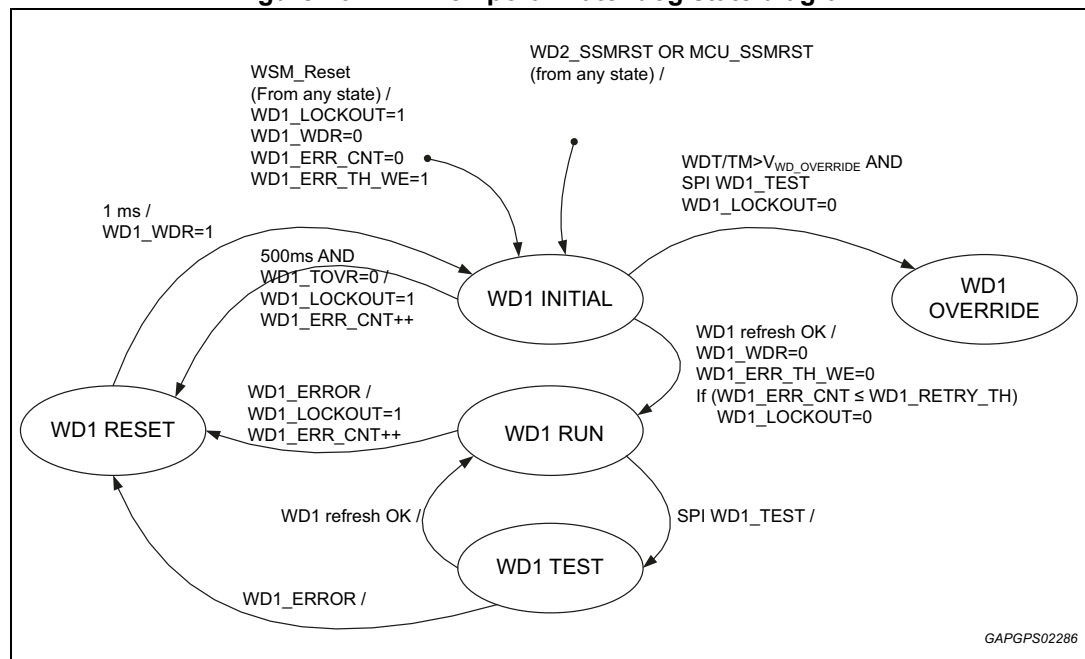 WD2_SSMRST OR MCU_SSMRST
(from any state) /
WSM_Reset
(From any state) /
WD1_LOCKOUT=1
WD1_WDR=0
WD1_ERR_CNT=0
WD1_ERR_TH_WE=1
WDT/TM>VWD_OVERRIDE AND
SPI WD1_TEST
WD1_LOCKOUT=0
1 ms /
WD1_WDR=1
500ms AND
WD1_TOVR=0 /
WD1_LOCKOUT=1
WD1_ERR_CNT++
WD1 INITIAL
WD1
OVERRIDE
WD1 refresh OK /
WD1_WDR=0
WD1_ERR_TH_WE=0
If (WD1_ERR_CNT ≤ WD1_RETRY_TH)
WD1_LOCKOUT=0
WD1_ERROR /
WD1_LOCKOUT=1
WD1_ERR_CNT++
WD1 RESET
WD1 RUN
WD1 refresh OK /
SPI WD1_TEST /
WD1 TEST
WD1_ERROR /
GAPGPS02286